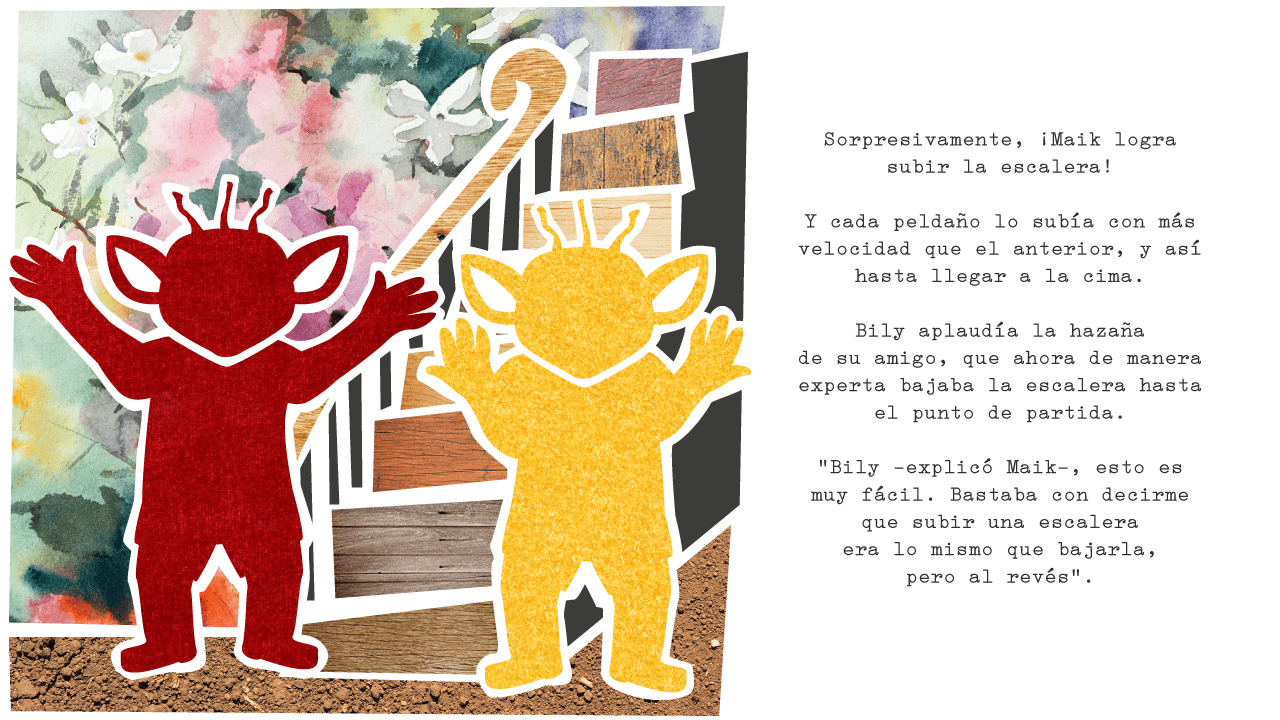 Sorpresivamente, ¡Maik logra
subir la escalera!
Y cada peldaño lo subía con más
velocidad que el anterior, y así
hasta llegar a la cima.
Bily aplaudía la hazaña
de su amigo, que ahora de manera
experta bajaba la escalera hasta
el punto de partida.
"Bily –explicó Maik–, esto es
muy fácil. Bastaba con decirme
que subir una escalera
era lo mismo que bajarla,
pero al revés".